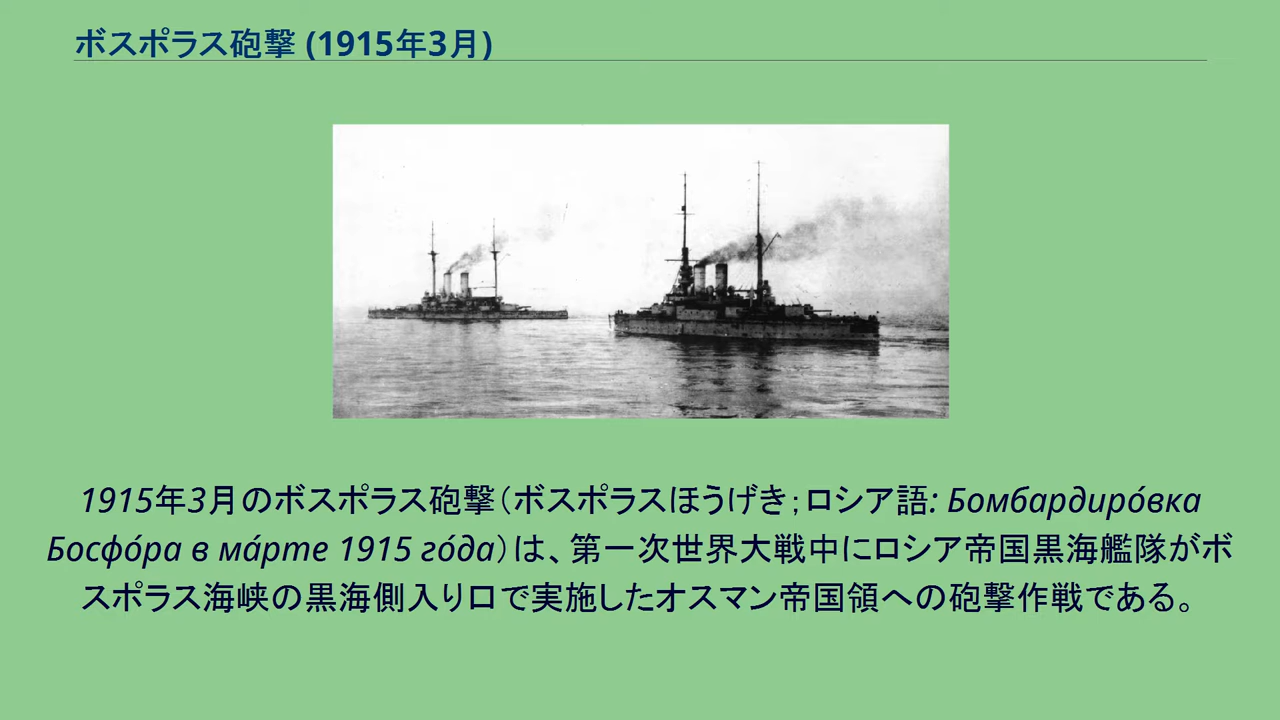 ボスポラス砲撃 (1915年3月)
1915年3月のボスポラス砲撃（ボスポラスほうげき；ロシア語: Бомбардиро́вка
Босфо́ра в ма́рте 1915 го́да）は、第一次世界大戦中にロシア帝国黒海艦隊がボ
スポラス海峡の黒海側入り口で実施したオスマン帝国領への砲撃作戦である。